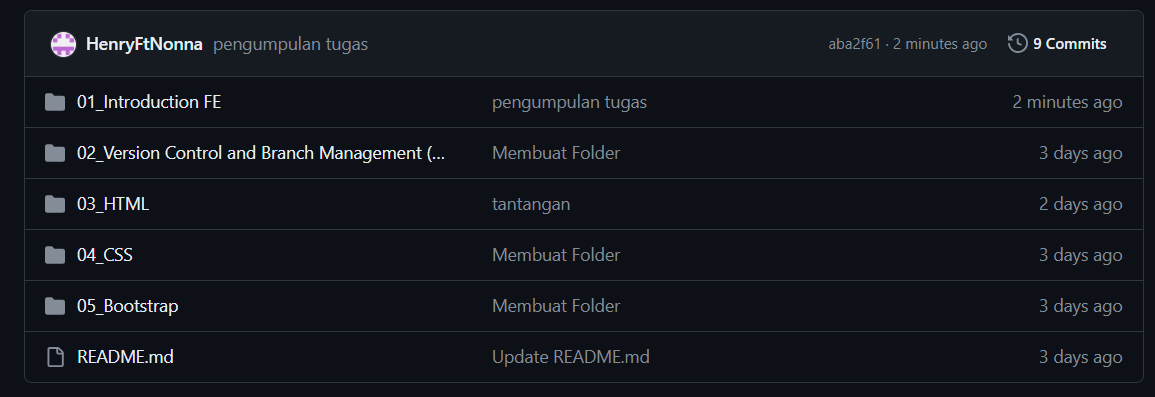 HenryFtNonna pengumpulan tugas aba2f61 · 2 minutes ago 9 Commits
01_Introduction FE pengumpulan tugas 2 minutes ago
02_Version Control and Branch Management (... Membuat Folder 3 days ago
03_HTML tantangan 2 days ago
04_CSS Membuat Folder 3 days ago
05_Bootstrap Membuat Folder 3 days ago
README.md Update README.md 3 days ago